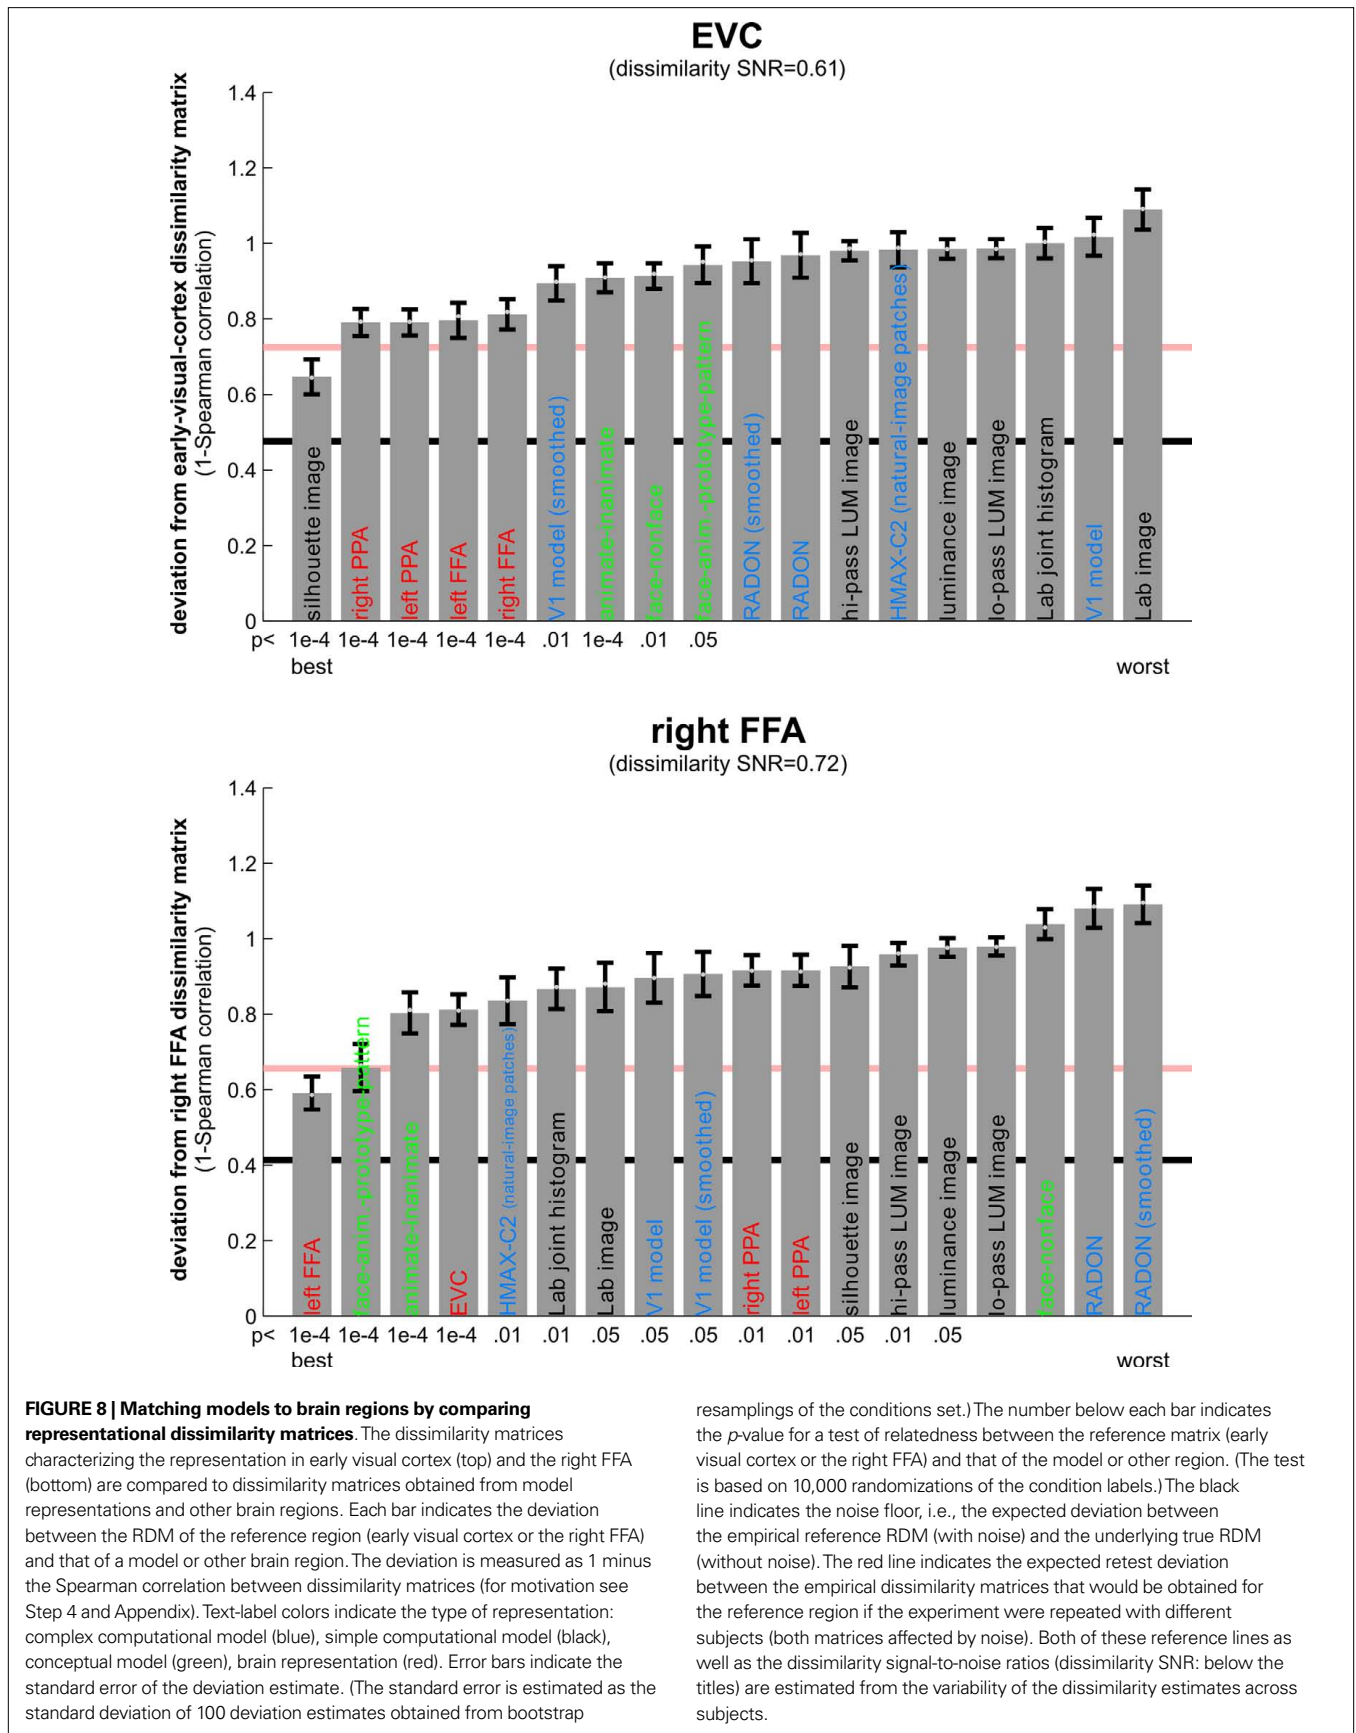 EVC
(dissimilarity SNR=0.61)
deviation from early-visual-cortex dissimilarity matrix
(1-Spearman correlation)
1.4
1.2
1
0.8
0.6
0.4
0.2
0
silhouette image
right PPA
left PPA
left FFA
right FFA
V1 model (smoothed)
animate-inanimate
face-nonface
face-anim.-prototype-pattern
RADON (smoothed)
RADON
hi-pass LUM image
HMAX-C2 (natural-image patches)
luminance image
lo-pass LUM image
Lab joint histogram
V1 model
Lab image
p< 1e-4 1e-4 1e-4 1e-4 1e-4 .01 1e-4 .01 .05
best worst
right FFA
(dissimilarity SNR=0.72)
deviation from right FFA dissimilarity matrix
(1-Spearman correlation)
1.4
1.2
1
0.8
0.6
0.4
0.2
0
left FFA
face-anim.-prototype-pattern
animate-inanimate
EVC
HMAX-C2 (natural-image patches)
Lab joint histogram
Lab image
V1 model
V1 model (smoothed)
right PPA
left PPA
silhouette image
hi-pass LUM image
luminance image
lo-pass LUM image
face-nonface
RADON
RADON (smoothed)
p< 1e-4 1e-4 1e-4 1e-4 .01 .01 .05 .05 .05 .01 .01 .05 .01 .05
best worst
FIGURE 8 | Matching models to brain regions by comparing
representational dissimilarity matrices. The dissimilarity matrices
characterizing the representation in early visual cortex (top) and the right FFA
(bottom) are compared to dissimilarity matrices obtained from model
representations and other brain regions. Each bar indicates the deviation
between the RDM of the reference region (early visual cortex or the right FFA)
and that of a model or other brain region. The deviation is measured as 1 minus
the Spearman correlation between dissimilarity matrices (for motivation see
Step 4 and Appendix). Text-label colors indicate the type of representation:
complex computational model (blue), simple computational model (black),
conceptual model (green), brain representation (red). Error bars indicate the
standard error of the deviation estimate. (The standard error is estimated as the
standard deviation of 100 deviation estimates obtained from bootstrap
resamplings of the conditions set.) The number below each bar indicates
the p-value for a test of relatedness between the reference matrix (early
visual cortex or the right FFA) and that of the model or other region. (The test
is based on 10,000 randomizations of the condition labels.) The black
line indicates the noise floor, i.e., the expected deviation between
the empirical reference RDM (with noise) and the underlying true RDM
(without noise). The red line indicates the expected retest deviation
between the empirical dissimilarity matrices that would be obtained for
the reference region if the experiment were repeated with different
subjects (both matrices affected by noise). Both of these reference lines as
well as the dissimilarity signal-to-noise ratios (dissimilarity SNR: below the
titles) are estimated from the variability of the dissimilarity estimates across
subjects.